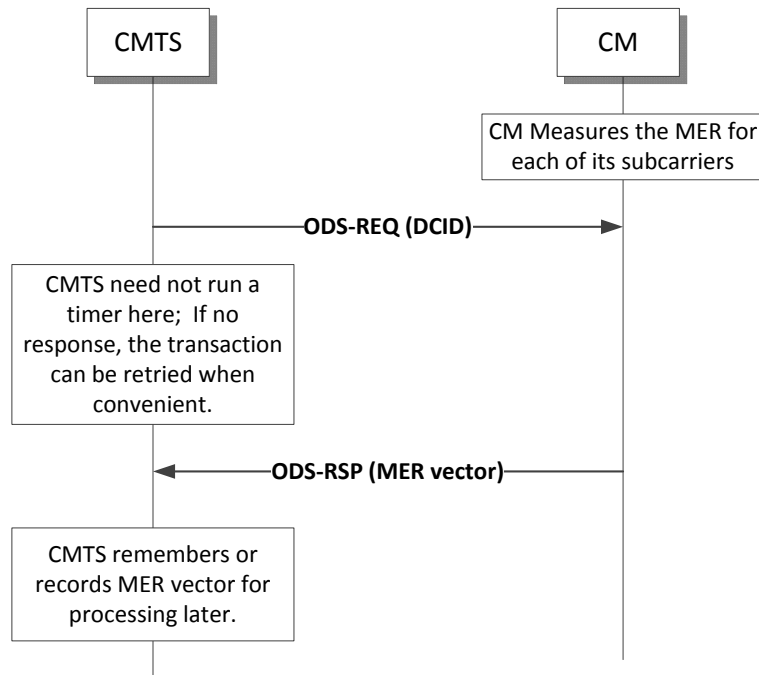 CMTS
CM
CM Measures the MER for
each of its subcarriers
ODS-REQ (DCID)
CMTS need not run a
timer here;  If no
response, the transaction
can be retried when
convenient.
ODS-RSP (MER vector)
CMTS remembers or
records MER vector for
processing later.